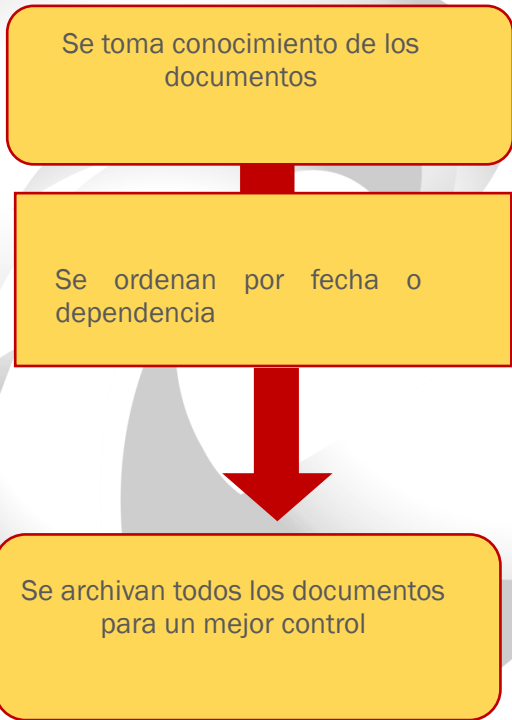 Se toma conocimiento de los
documentos
Se ordenan por fecha o
dependencia
Se archivan todos los documentos
para un mejor control